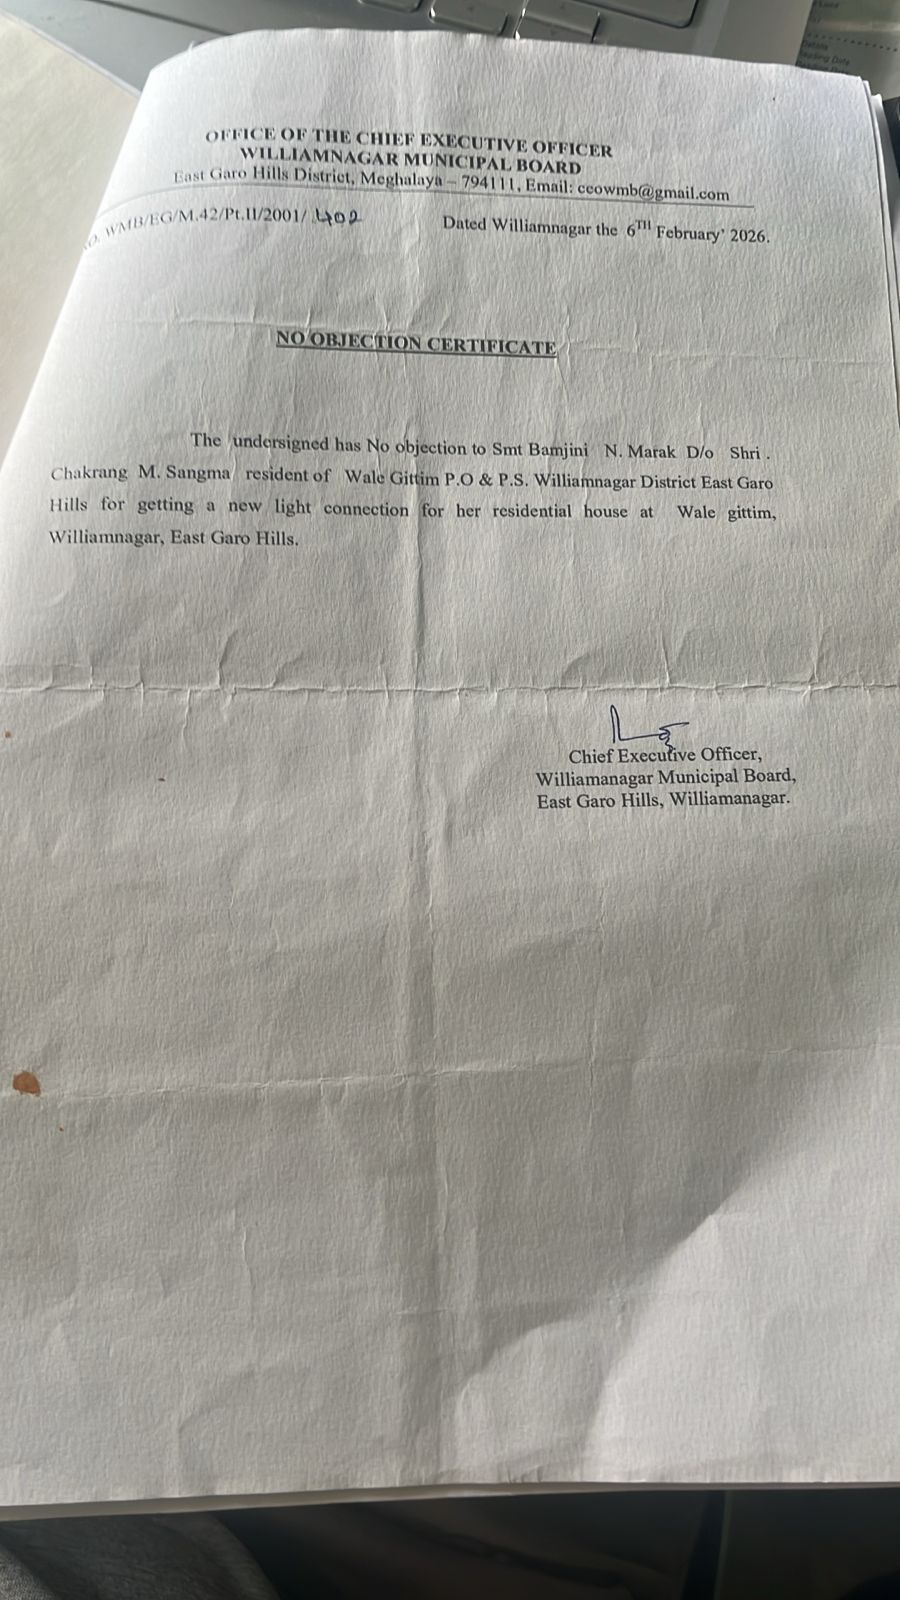 OFFICE OF THE CHIEF EXECUTIVE OFFICER
WILLIAMNAGAR MUNICIPAL BOARD
East Garo Hills District, Meghalaya – 794111, Email: ceowmb@gmail.com
O. WMB/EG/M.42/Pt.II/2001/ 402 Dated Williamnagar the 6TH February' 2026.
NO OBJECTION CERTIFICATE
The undersigned has No objection to Smt Bamjini N. Marak D/o Shri .
Chakrang M. Sangma resident of Wale Gittim P.O & P.S. Williamnagar District East Garo
Hills for getting a new light connection for her residential house at Wale gittim,
Williamnagar, East Garo Hills.
Chief Executive Officer,
Williamanagar Municipal Board,
East Garo Hills, Williamanagar.